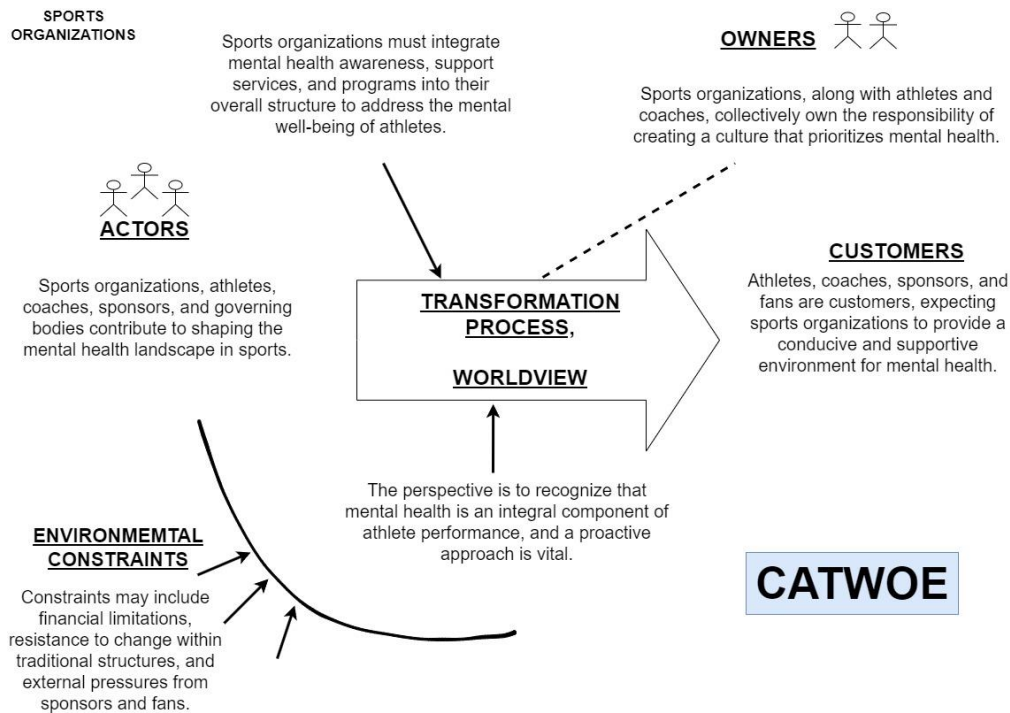 SPORTS
ORGANIZATIONS
Sports organizations must integrate
mental health awareness, support
services, and programs into their
overall structure to address the mental
well-being of athletes.
OWNERS
Sports organizations, along with athletes and
coaches, collectively own the responsibility of
creating a culture that prioritizes mental health.
ACTORS
Sports organizations, athletes,
coaches, sponsors, and governing
bodies contribute to shaping the
mental health landscape in sports.
TRANSFORMATION
PROCESS,
WORLDVIEW
CUSTOMERS
Athletes, coaches, sponsors, and
fans are customers, expecting
sports organizations to provide a
conducive and supportive
environment for mental health.
The perspective is to recognize that
mental health is an integral component of
athlete performance, and a proactive
approach is vital.
ENVIRONMEMTAL
CONSTRAINTS
Constraints may include
financial limitations,
resistance to change within
traditional structures, and
external pressures from
sponsors and fans.
CATWOE